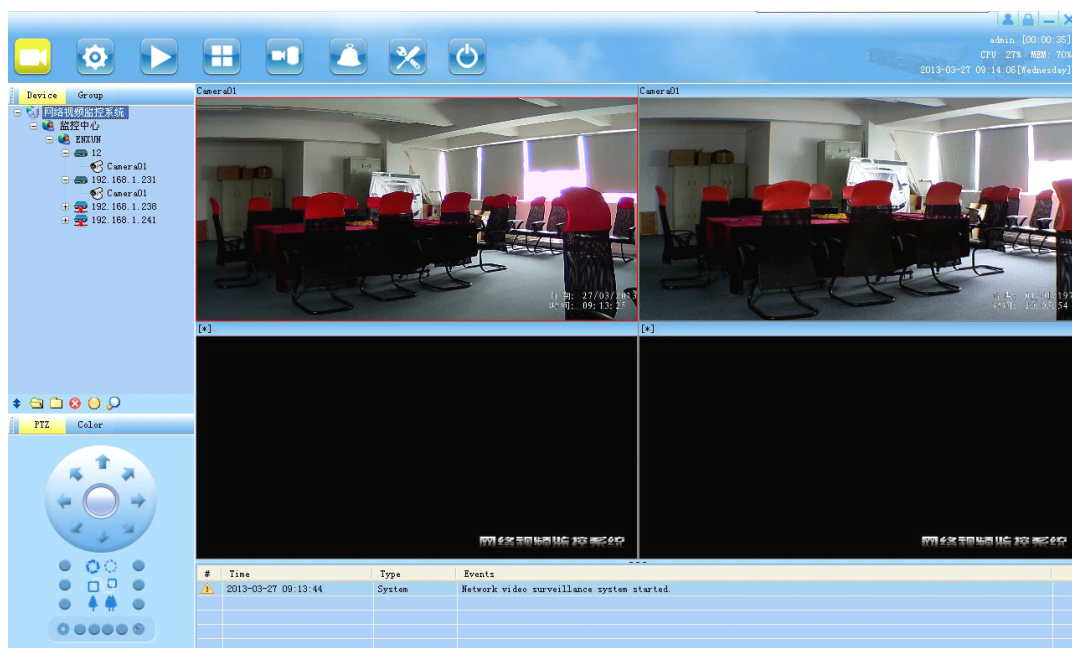 admin [00:00:35]
CPU: 27% MEM: 70%
2013-03-27 09:14:06[Wednesday]
Device Group
网络视频监控系统
监控中心
ENXUN
12
Camera01
192.168.1.231
Camera01
192.168.1.238
192.168.1.241
PTZ Color
Camera01
Camera01
日期: 27/03/2013
时间: 09:13:25
[*]
[*]
网络视频监控系统
网络视频监控系统
# Time Type Events
2013-03-27 09:13:44 System Network video surveillance system started.